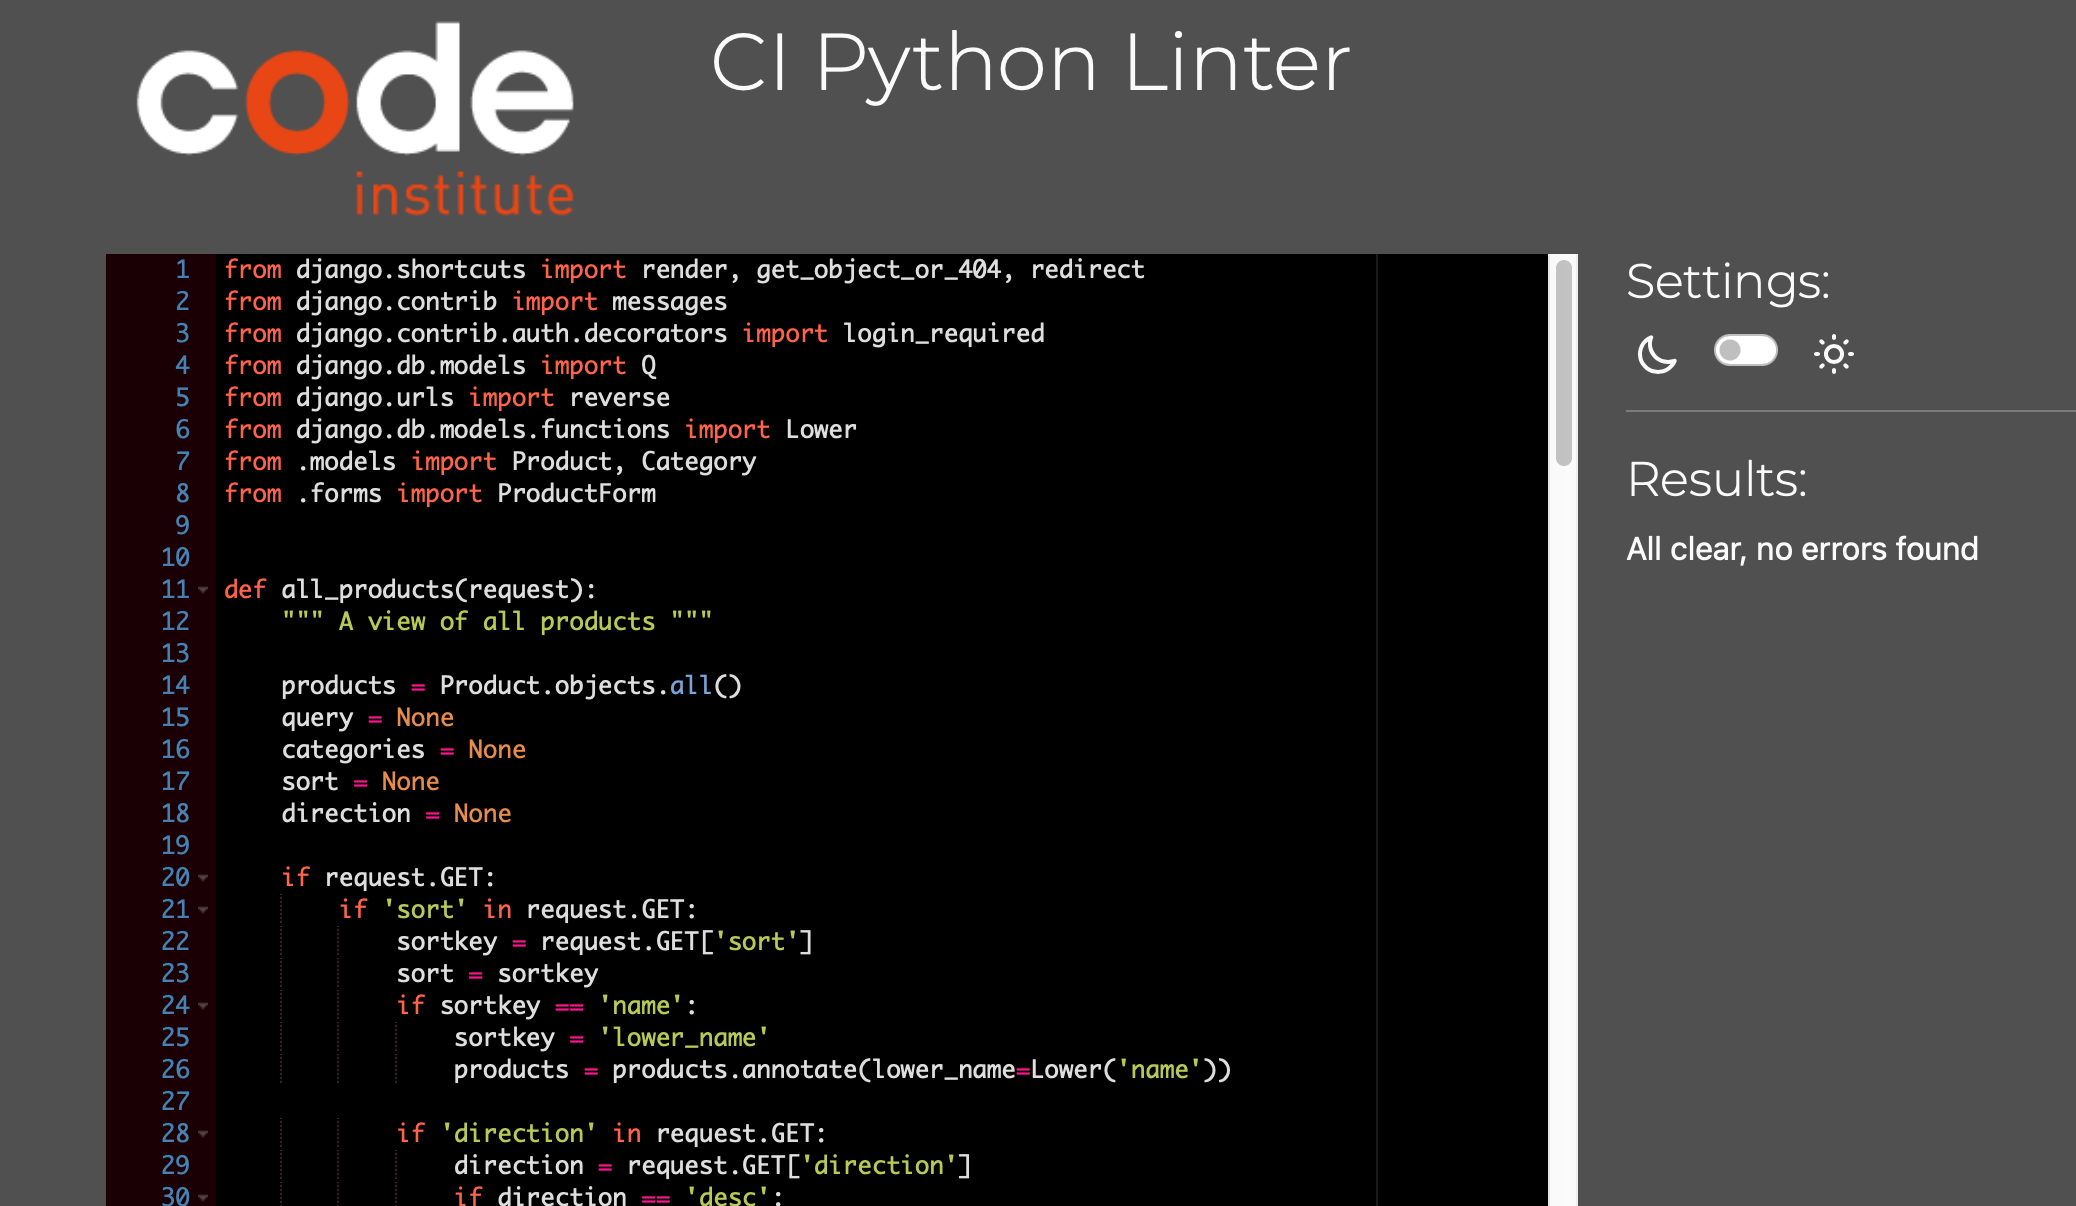 code
institute
CI Python Linter
1 from django.shortcuts import render, get_object_or_404, redirect
2 from django.contrib import messages
3 from django.contrib.auth.decorators import login_required
4 from django.db.models import Q
5 from django.urls import reverse
6 from django.db.models.functions import Lower
7 from .models import Product, Category
8 from .forms import ProductForm
9
10
11 def all_products(request):
12     """ A view of all products """
13
14     products = Product.objects.all()
15     query = None
16     categories = None
17     sort = None
18     direction = None
19
20     if request.GET:
21         if 'sort' in request.GET:
22             sortkey = request.GET['sort']
23             sort = sortkey
24             if sortkey == 'name':
25                 sortkey = 'lower_name'
26                 products = products.annotate(lower_name=Lower('name'))
27
28             if 'direction' in request.GET:
29                 direction = request.GET['direction']
30                 if direction == 'desc':
Settings:
Results:
All clear, no errors found